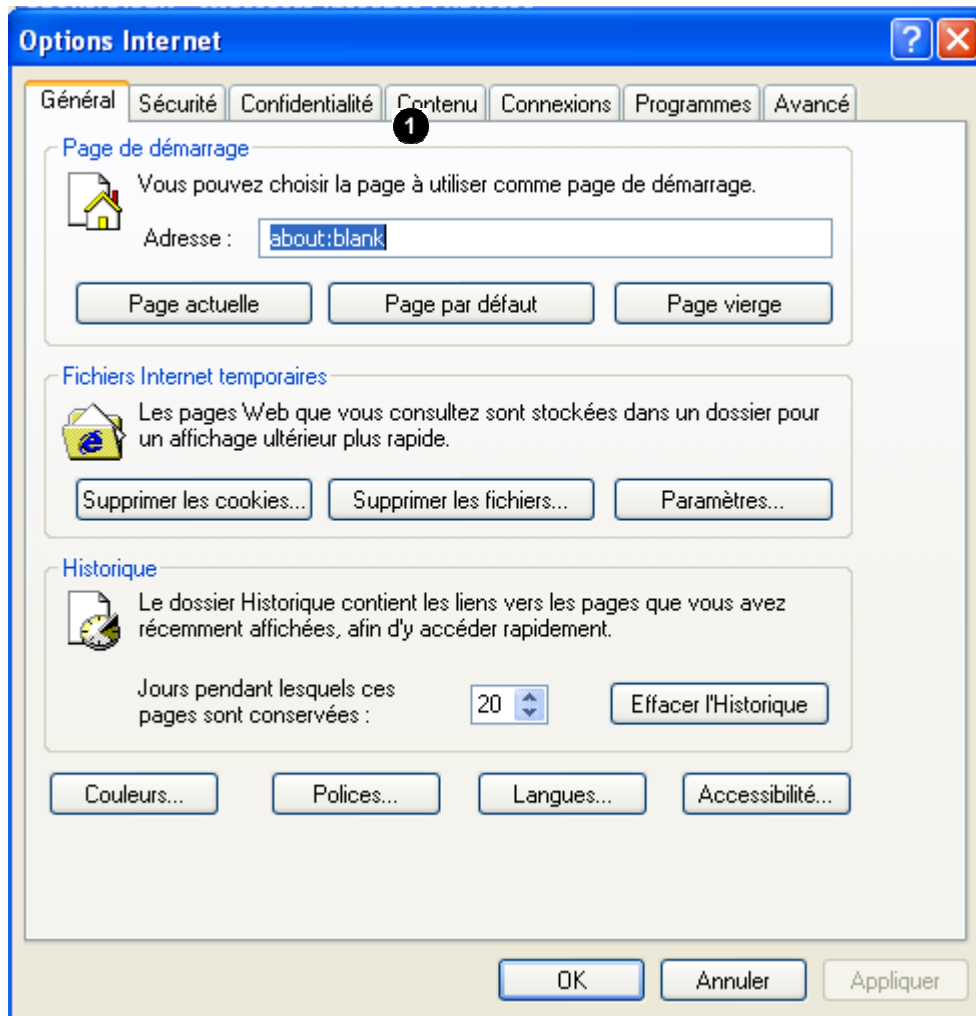 Options Internet
Général Sécurité Confidentialité Contenu Connexions Programmes Avancé
1
Page de démarrage
Vous pouvez choisir la page à utiliser comme page de démarrage.
Adresse : about:blank
Page actuelle Page par défaut Page vierge
Fichiers Internet temporaires
Les pages Web que vous consultez sont stockées dans un dossier pour
un affichage ultérieur plus rapide.
Supprimer les cookies... Supprimer les fichiers... Paramètres...
Historique
Le dossier Historique contient les liens vers les pages que vous avez
récemment affichées, afin d'y accéder rapidement.
Jours pendant lesquels ces
pages sont conservées : 20 Effacer l'Historique
Couleurs... Polices... Langues... Accessibilité...
OK Annuler Appliquer